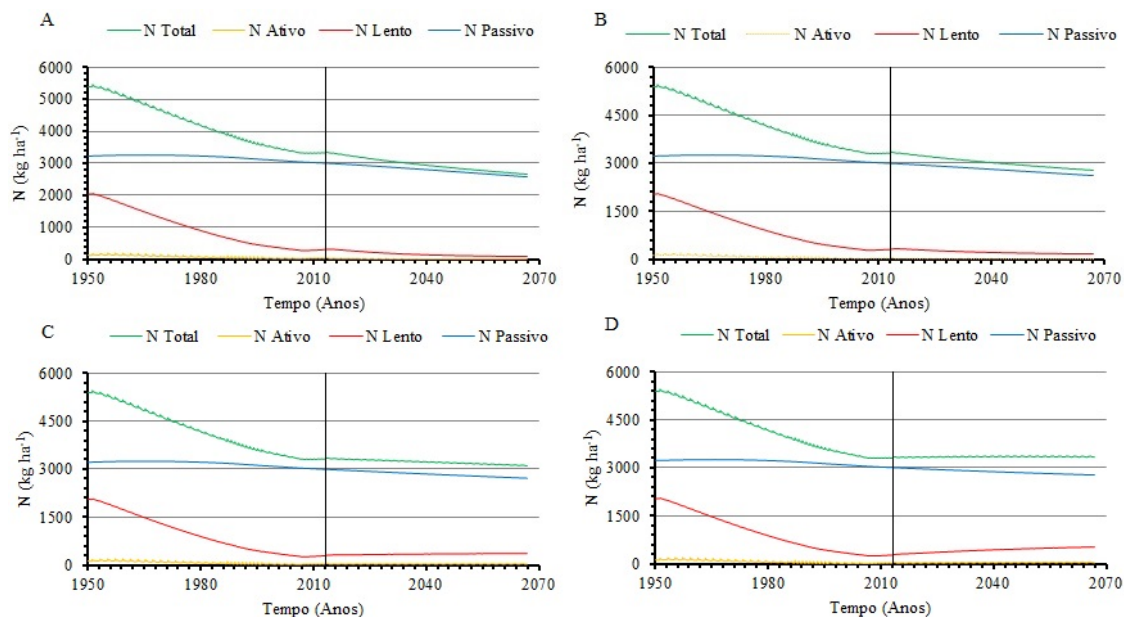 A
N Total N Ativo N Lento N Passivo
6000
5000
4000
3000
2000
1000
0
N (kg ha⁻¹)
1950 1980 2010 2040 2070
Tempo (Anos)
B
N Total N Ativo N Lento N Passivo
6000
4500
3000
1500
0
N (kg ha⁻¹)
1950 1980 2010 2040 2070
Tempo (Anos)
C
N Total N Ativo N Lento N Passivo
6000
4500
3000
1500
0
N (kg ha⁻¹)
1950 1980 2010 2040 2070
Tempo (Anos)
D
N Total N Ativo N Lento N Passivo
6000
4500
3000
1500
0
N (kg ha⁻¹)
1950 1980 2010 2040 2070
Tempo (Anos)